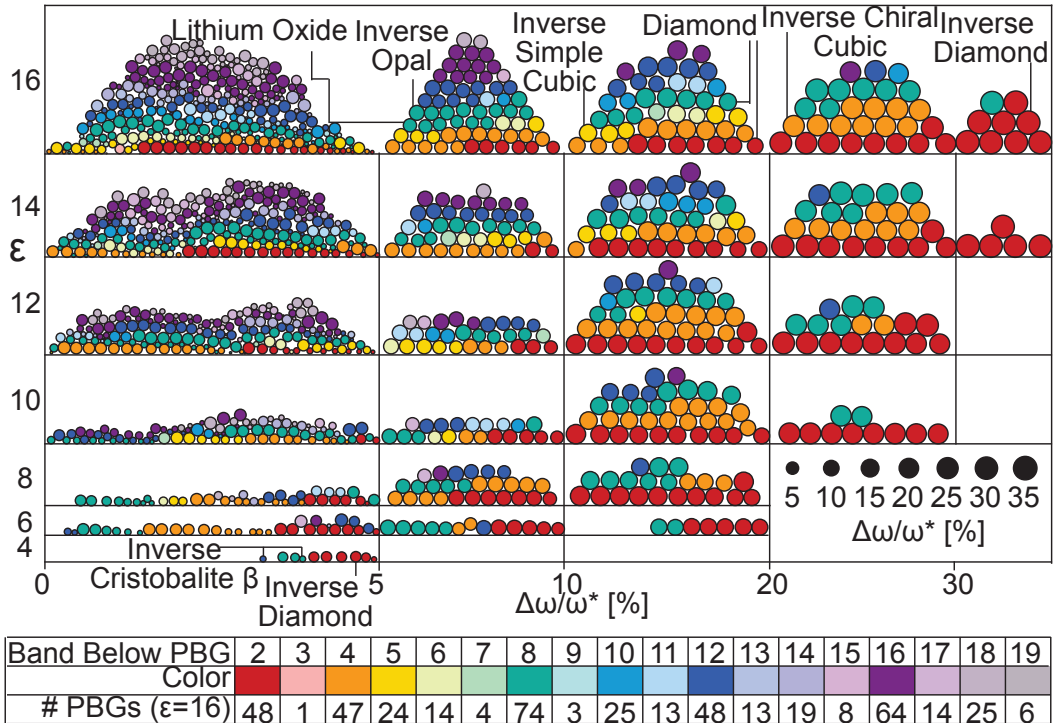 Lithium Oxide
Inverse
Opal
Inverse
Simple
Cubic
Diamond
Inverse Chiral
Cubic
Inverse
Diamond
16
14
ε
12
10
8
6
4
Inverse
Cristobalite β
Inverse
Diamond
5 10 15 20 25 30 35
Δω/ω* [%]
0 5 10 20 30
Δω/ω* [%]
Band Below PBG 2 3 4 5 6 7 8 9 10 11 12 13 14 15 16 17 18 19
Color
# PBGs (ε=16) 48 1 47 24 14 4 74 3 25 13 48 13 19 8 64 14 25 6